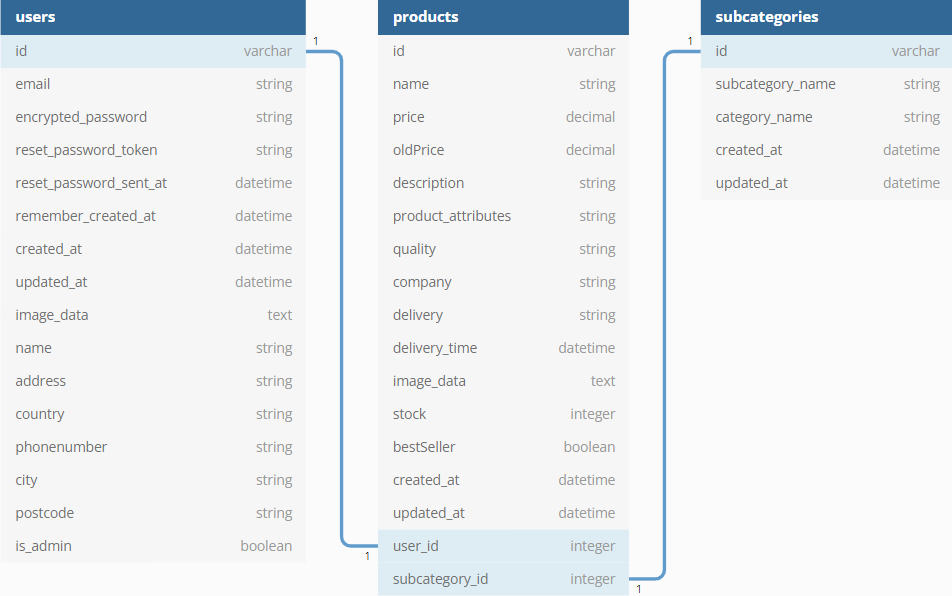 users
id varchar
email string
encrypted_password string
reset_password_token string
reset_password_sent_at datetime
remember_created_at datetime
created_at datetime
updated_at datetime
image_data text
name string
address string
country string
phonenumber string
city string
postcode string
is_admin boolean
1
1
products
id varchar
name string
price decimal
oldPrice decimal
description string
product_attributes string
quality string
company string
delivery string
delivery_time datetime
image_data text
stock integer
bestSeller boolean
created_at datetime
updated_at datetime
user_id integer
subcategory_id integer
1
1
subcategories
id varchar
subcategory_name string
category_name string
created_at datetime
updated_at datetime